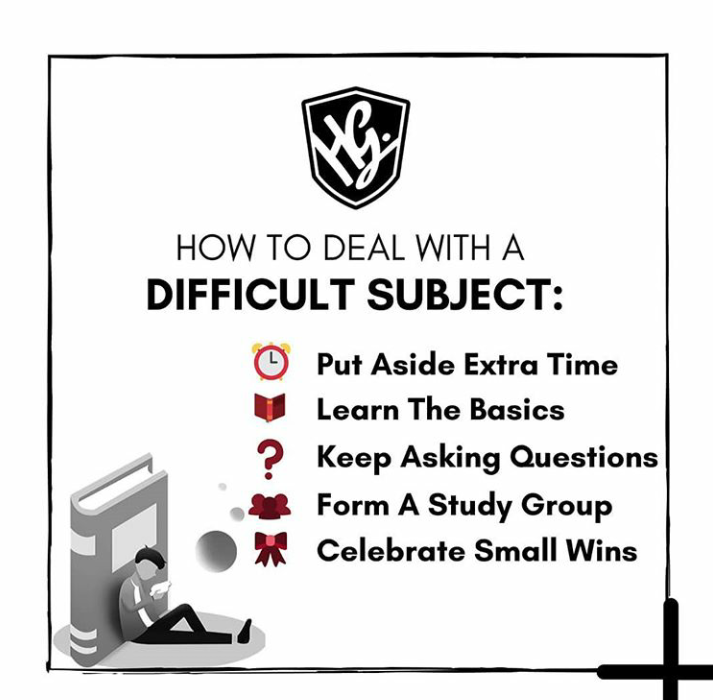 HG.
HOW TO DEAL WITH A
DIFFICULT SUBJECT:
Put Aside Extra Time
Learn The Basics
Keep Asking Questions
Form A Study Group
Celebrate Small Wins